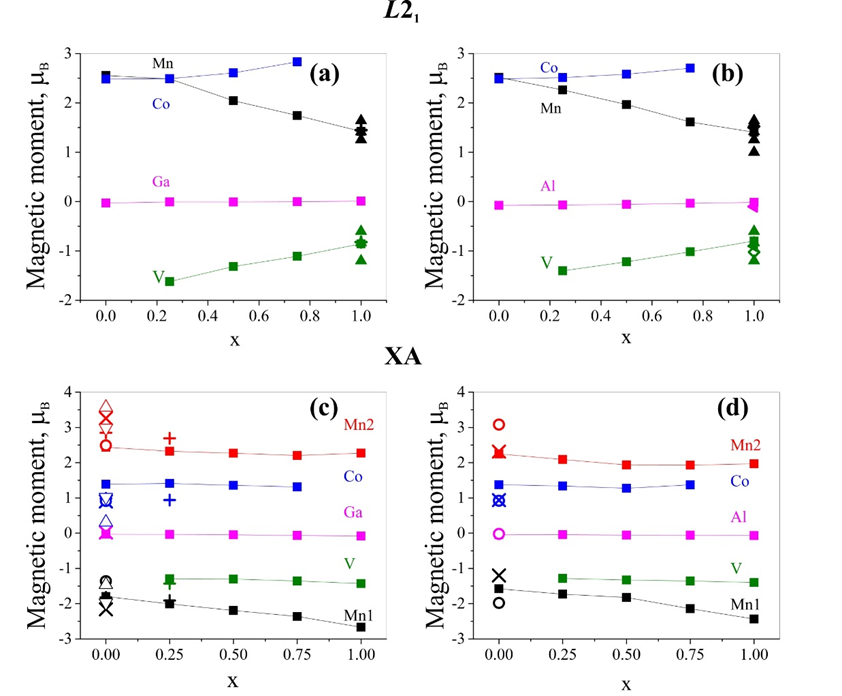 L2₁
Magnetic moment, μB
3
2
1
0
-1
-2
Mn
Co
Ga
V
(a)
0.0 0.2 0.4 0.6 0.8 1.0
x
Magnetic moment, μB
3
2
1
0
-1
-2
Co
Mn
Al
V
(b)
0.0 0.2 0.4 0.6 0.8 1.0
x
XA
Magnetic moment, μB
4
3
2
1
0
-1
-2
-3
(c)
Mn2
Co
Ga
V
Mn1
0.00 0.25 0.50 0.75 1.00
x
Magnetic moment, μB
4
3
2
1
0
-1
-2
-3
(d)
Mn2
Co
Al
V
Mn1
0.00 0.25 0.50 0.75 1.00
x